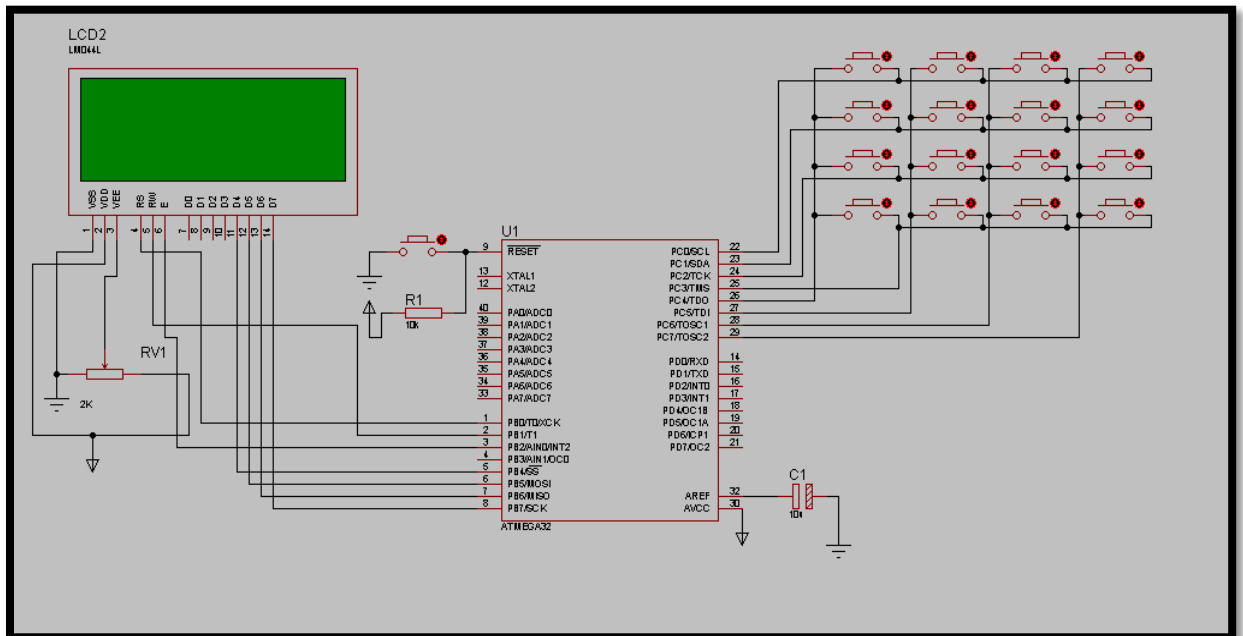 LCD2
LM044L
VSS
VDD
VEE
RS
RW
E
D0
D1
D2
D3
D4
D5
D6
D7
1
2
3
4
5
6
7
8
9
10
11
12
13
14
RV1
2K
R1
10k
U1
9 RESET PC0/SCL 22
PC1/SDA 23
13 XTAL1 PC2/TCK 24
12 XTAL2 PC3/TMS 25
PC4/TDO 26
40 PA0/ADC0 PC5/TDI 27
39 PA1/ADC1 PC6/TOSC1 28
38 PA2/ADC2 PC7/TOSC2 29
37 PA3/ADC3
36 PA4/ADC4 PD0/RXD 14
35 PA5/ADC5 PD1/TXD 15
34 PA6/ADC6 PD2/INT0 16
33 PA7/ADC7 PD3/INT1 17
PD4/OC1B 18
1 PB0/T0/XCK PD5/OC1A 19
2 PB1/T1 PD6/ICP1 20
3 PB2/AIN0/INT2 PD7/OC2 21
4 PB3/AIN1/OC0
5 PB4/SS
6 PB5/MOSI
7 PB6/MISO AREF 32
8 PB7/SCK AVCC 30
ATMEGA32
C1